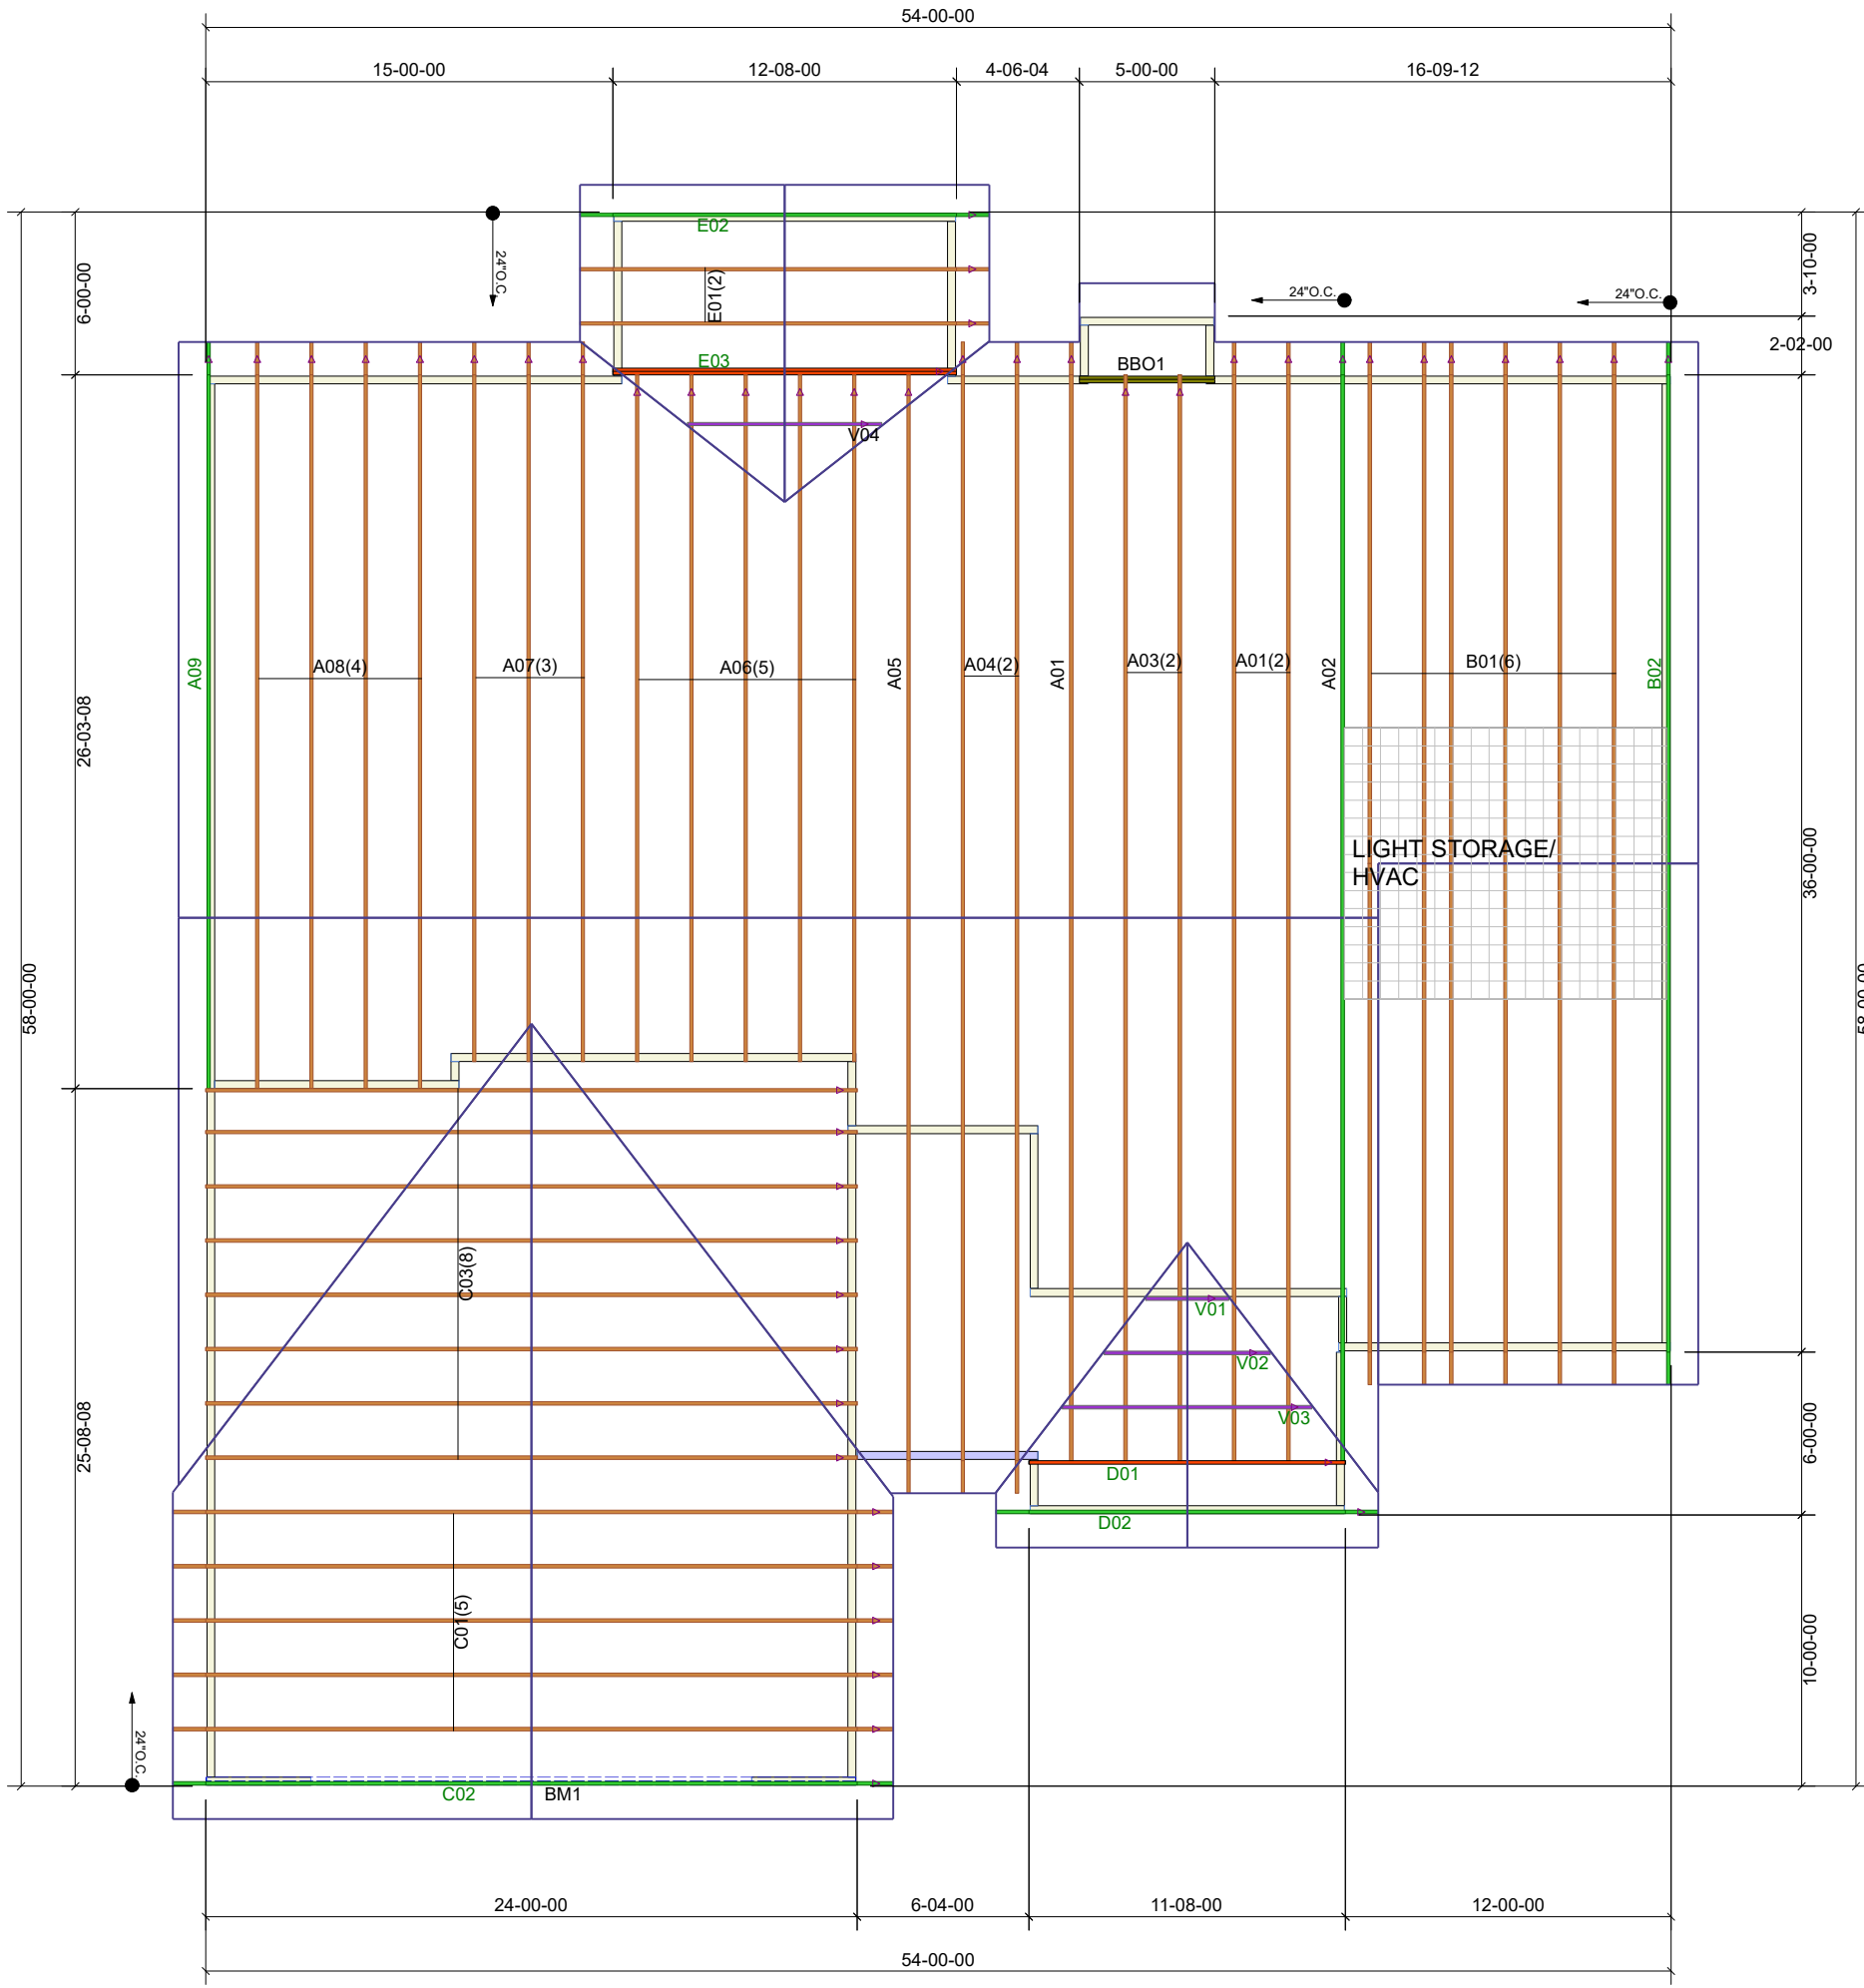 54-00-00
15-00-00
12-08-00
4-06-04
5-00-00
16-09-12
58-00-00
6-00-00
26-03-08
25-08-08
24"O.C.
24"O.C.
24"O.C.
24"O.C.
3-10-00
2-02-00
36-00-00
58-00-00
6-00-00
10-00-00
E02
E01(2)
E03
BBO1
V04
A09
A08(4)
A07(3)
A06(5)
A05
A04(2)
A01
A03(2)
A01(2)
A02
B01(6)
B02
LIGHT STORAGE/
HVAC
C03(8)
V01
V02
V03
D01
D02
C01(5)
C02
BM1
24-00-00
6-04-00
11-08-00
12-00-00
54-00-00